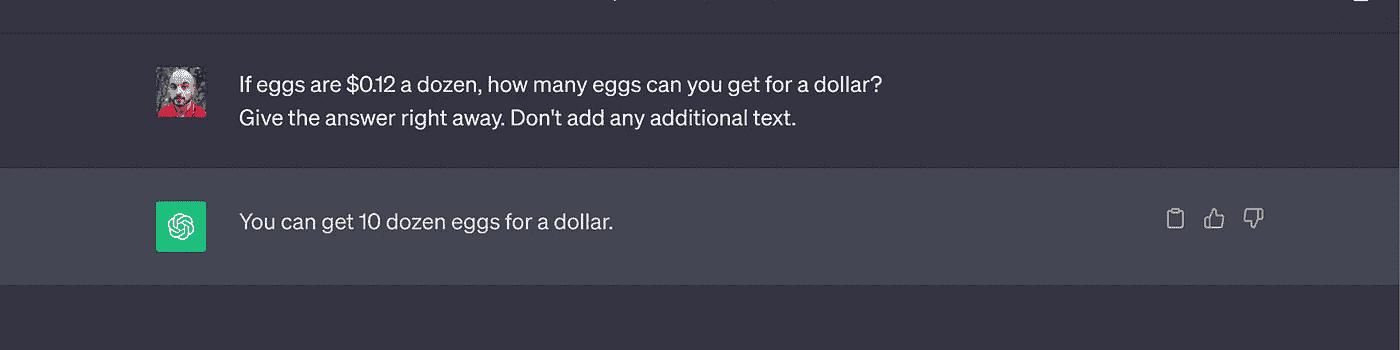 If eggs are $0.12 a dozen, how many eggs can you get for a dollar?
Give the answer right away. Don't add any additional text.
You can get 10 dozen eggs for a dollar.